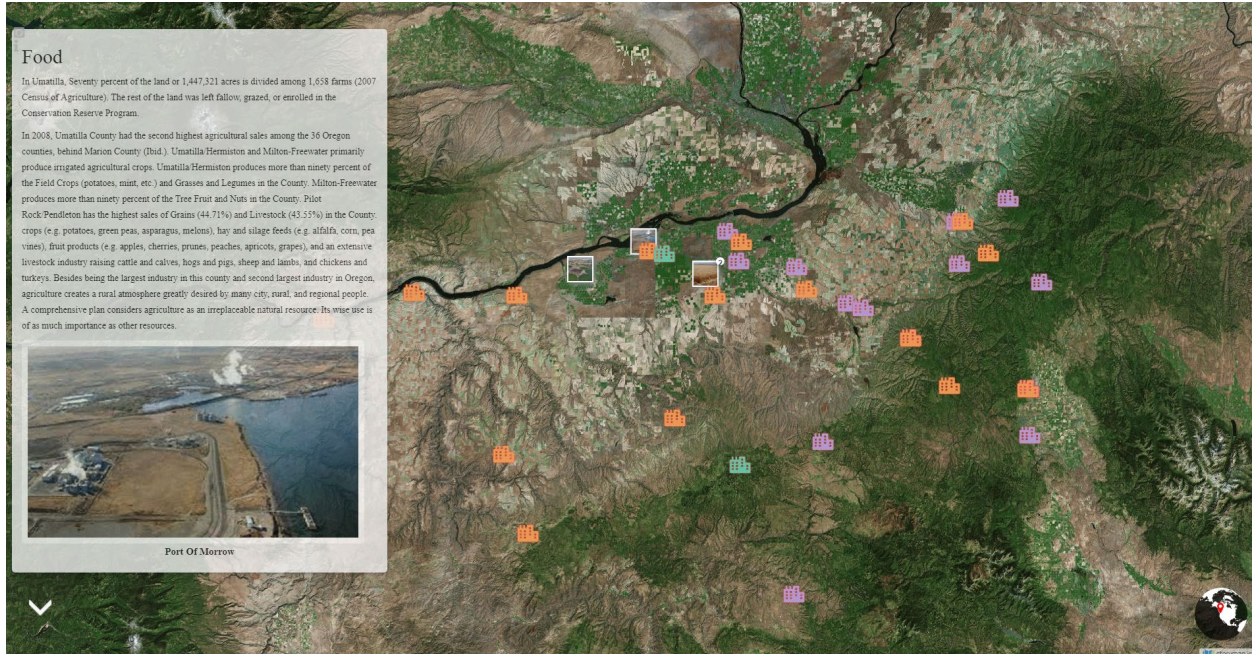 Food
In Umatilla, Seventy percent of the land or 1,447,321 acres is divided among 1,658 farms (2007
Census of Agriculture). The rest of the land was left fallow, grazed, or enrolled in the
Conservation Reserve Program.
In 2008, Umatilla County had the second highest agricultural sales among the 36 Oregon
counties, behind Marion County (Ibid.). Umatilla/Hermiston and Milton-Freewater primarily
produce irrigated agricultural crops. Umatilla/Hermiston produces more than ninety percent of
the Field Crops (potatoes, mint, etc.) and Grasses and Legumes in the County. Milton-Freewater
produces more than ninety percent of the Tree Fruit and Nuts in the County. Pilot
Rock/Pendleton has the highest sales of Grains (44.71%) and Livestock (43.55%) in the County.
crops (e.g. potatoes, green peas, asparagus, melons), hay and silage feeds (e.g. alfalfa, corn, pea
vines), fruit products (e.g. apples, cherries, prunes, peaches, apricots, grapes), and an extensive
livestock industry raising cattle and calves, hogs and pigs, sheep and lambs, and chickens and
turkeys. Besides being the largest industry in this county and second largest industry in Oregon,
agriculture creates a rural atmosphere greatly desired by many city, rural, and regional people.
A comprehensive plan considers agriculture as an irreplaceable natural resource. Its wise use is
of as much importance as other resources.
Port Of Morrow
2